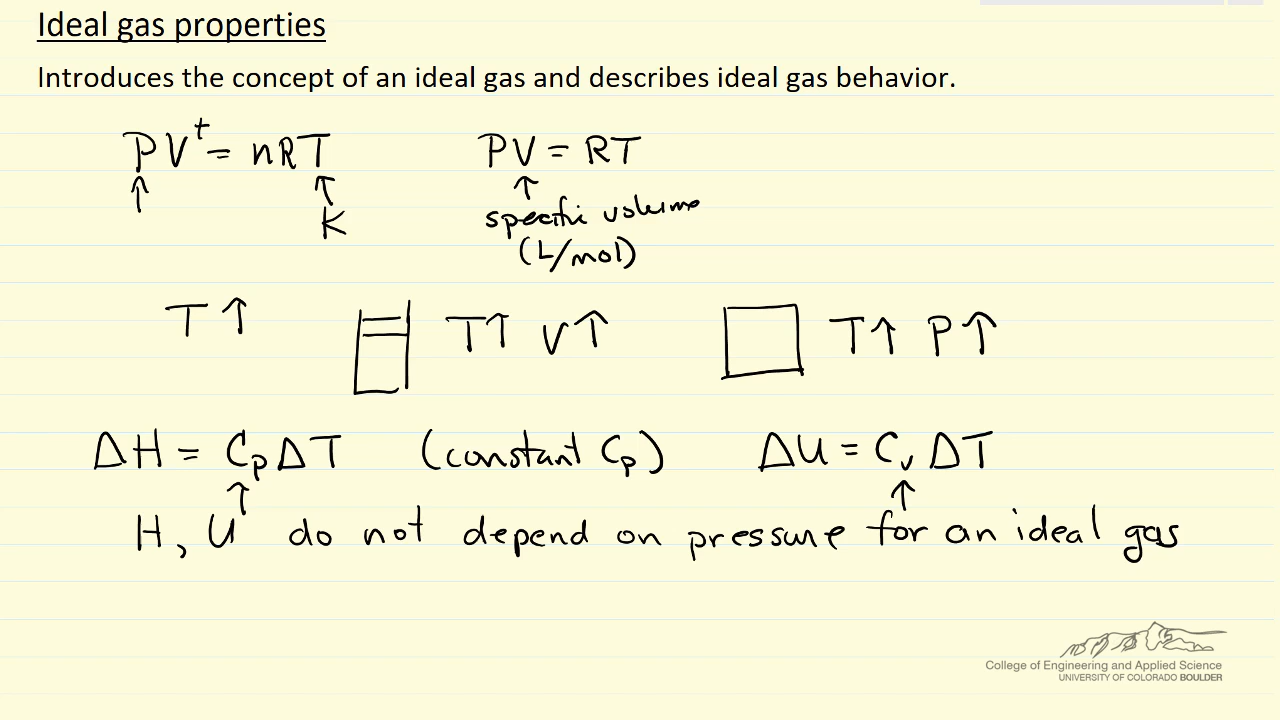 Ideal gas properties
Introduces the concept of an ideal gas and describes ideal gas behavior.
PVᵗ = nRT PV = RT
↑ ↑ ↑
K specific volume
(L/mol)
T↑ T↑ V↑ T↑ P↑
ΔH = CₚΔT (constant Cₚ) ΔU = CᵥΔT
↑ ↑
H, U do not depend on pressure for an ideal gas
College of Engineering and Applied Science
UNIVERSITY OF COLORADO BOULDER